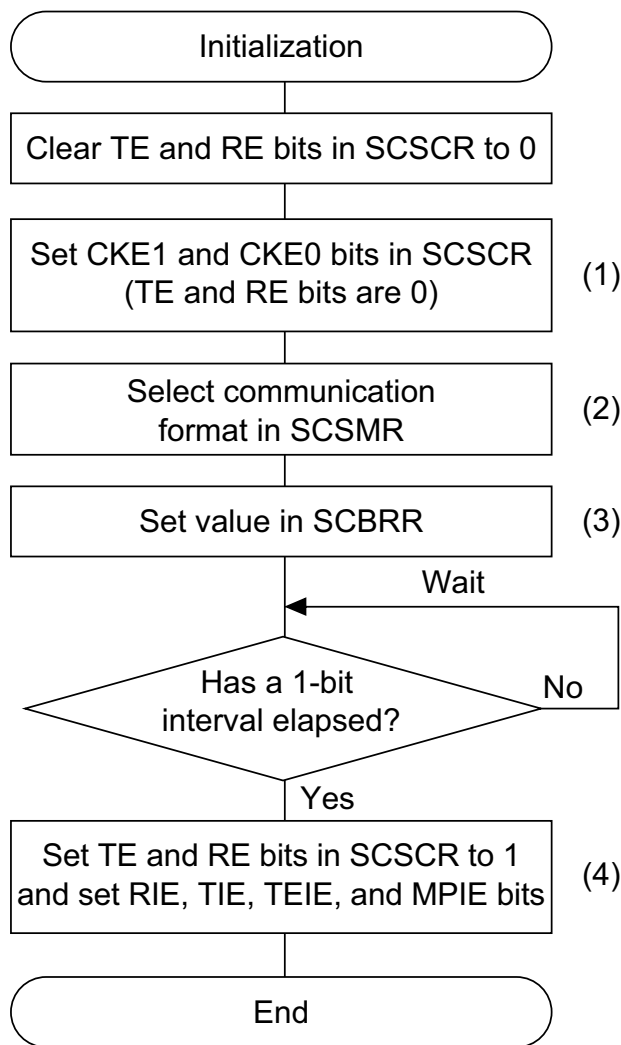 Initialization
Clear TE and RE bits in SCSCR to 0
Set CKE1 and CKE0 bits in SCSCR
(TE and RE bits are 0)
(1)
Select communication
format in SCSMR
(2)
Set value in SCBRR
(3)
Wait
Has a 1-bit
interval elapsed?
No
Yes
Set TE and RE bits in SCSCR to 1
and set RIE, TIE, TEIE, and MPIE bits
(4)
End